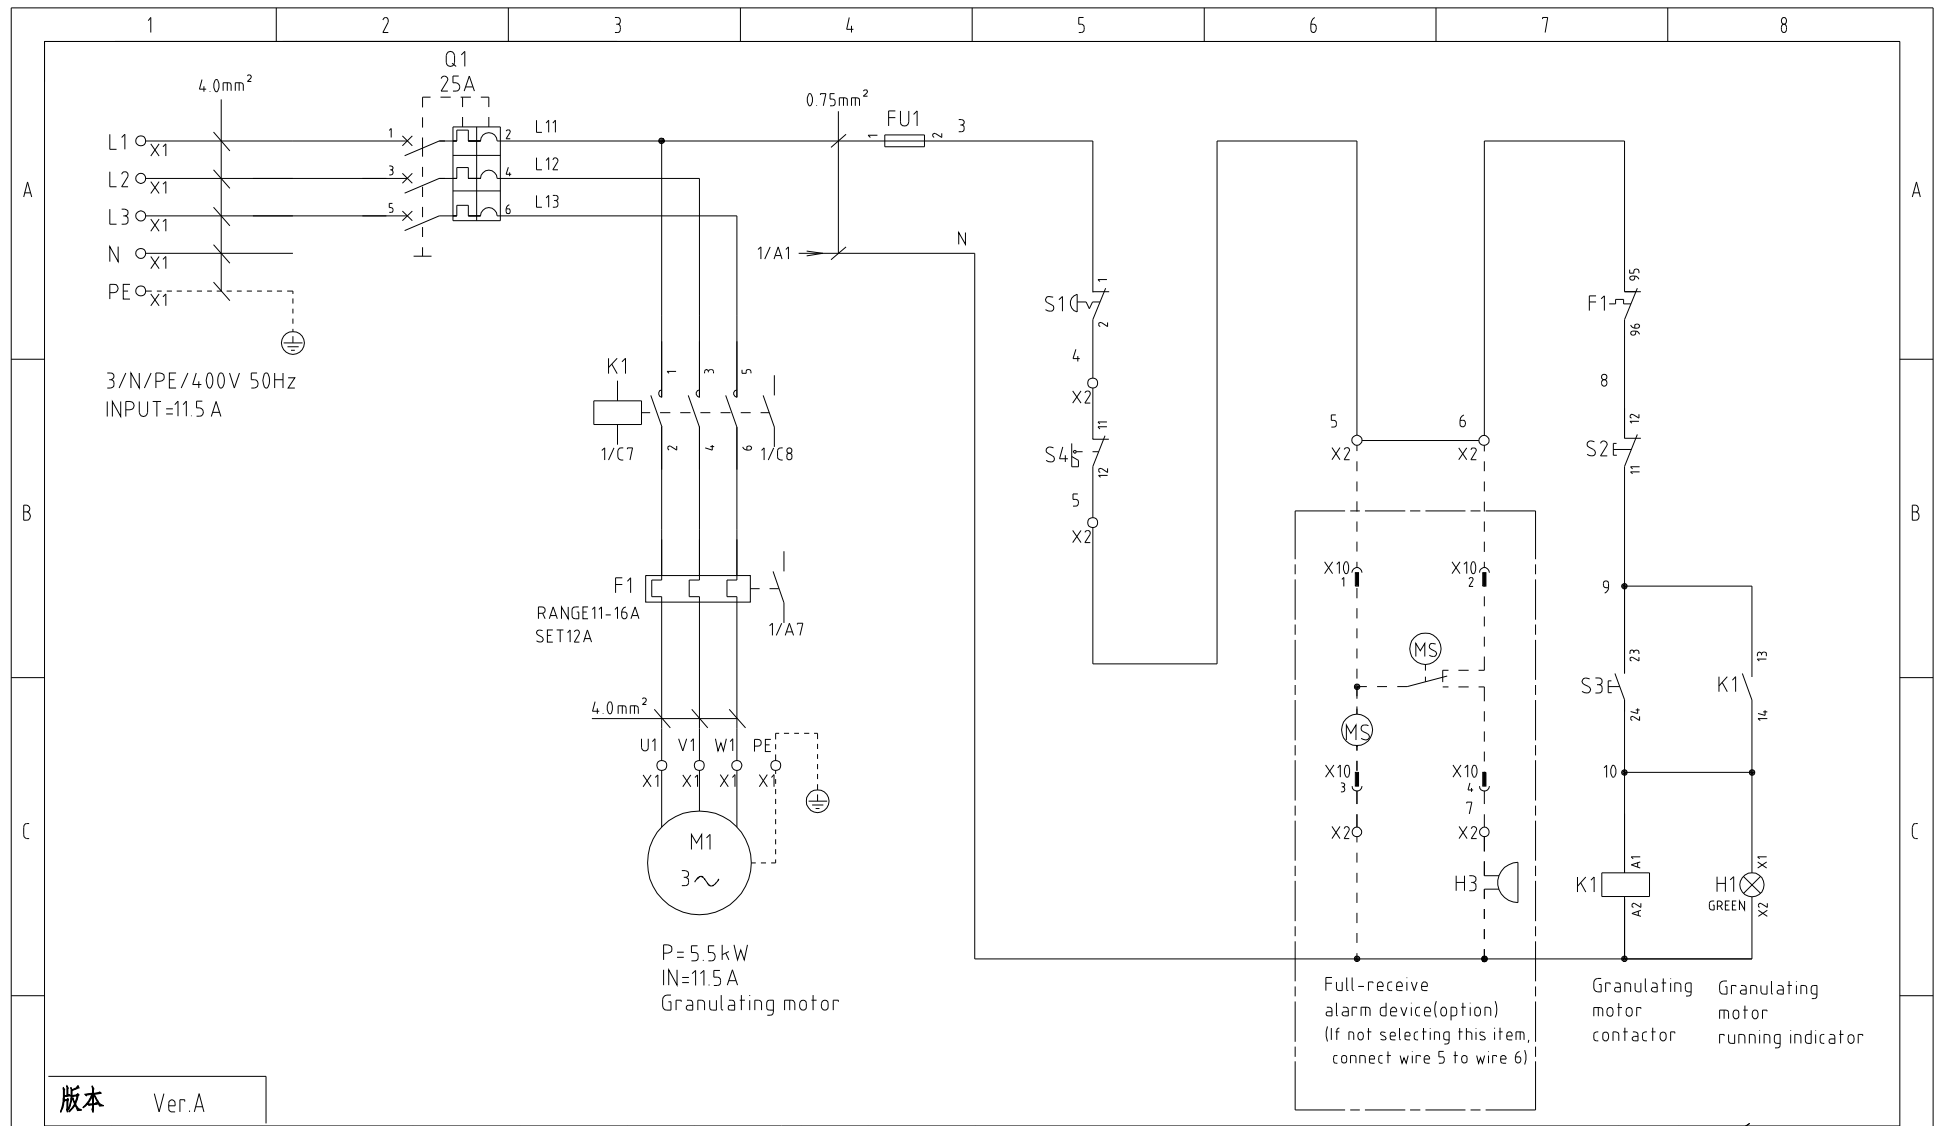 1 2 3 4 5 6 7 8
Q1
25A
4.0mm²
0.75mm²
FU1
1 2 3
L1 X1 1 2 L11
L2 X1 3 4 L12
L3 X1 5 6 L13
N X1
PE X1
A
A
1/A1 N
3/N/PE/400V 50Hz
INPUT=11.5A
S1 1 2
4
X2
S4 11 12
5
X2
F1 95 96
8
S2 12 11
K1 1 3 5
1/C7 2 4 6 1/C8
5 6
X2 X2
B
B
F1
RANGE11-16A
SET12A
1/A7
X10 1
X10 2
MS
MS
X10 3
X10 4
7
X2 X2
H3
9
S3 23 24
K1 13 14
10
4.0mm²
U1 V1 W1 PE
X1 X1 X1 X1
C
C
M1
3~
K1 A1 A2
H1 X1 X2
GREEN
P=5.5kW
IN=11.5A
Granulating motor
Full-receive
alarm device(option)
(If not selecting this item,
connect wire 5 to wire 6)
Granulating
motor
contactor
Granulating
motor
running indicator
版本 Ver.A